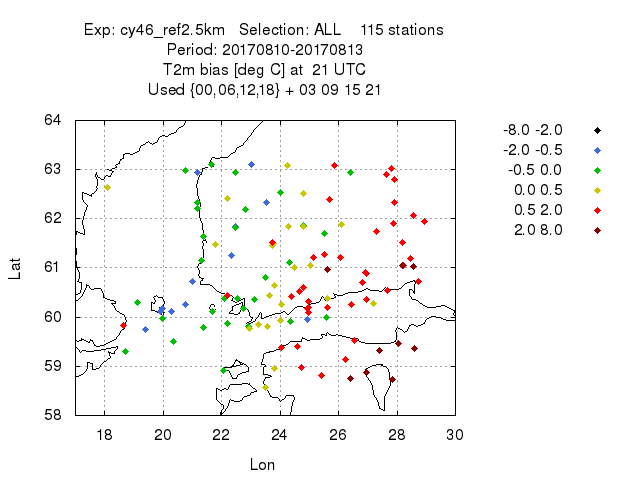 Exp: cy46_ref2.5km   Selection: ALL    115 stations
Period: 20170810-20170813
T2m bias [deg C] at  21 UTC
Used {00,06,12,18} + 03 09 15 21
64
63
62
61
60
59
58
Lat
18 20 22 24 26 28 30
Lon
-8.0 -2.0
-2.0 -0.5
-0.5 0.0
0.0 0.5
0.5 2.0
2.0 8.0